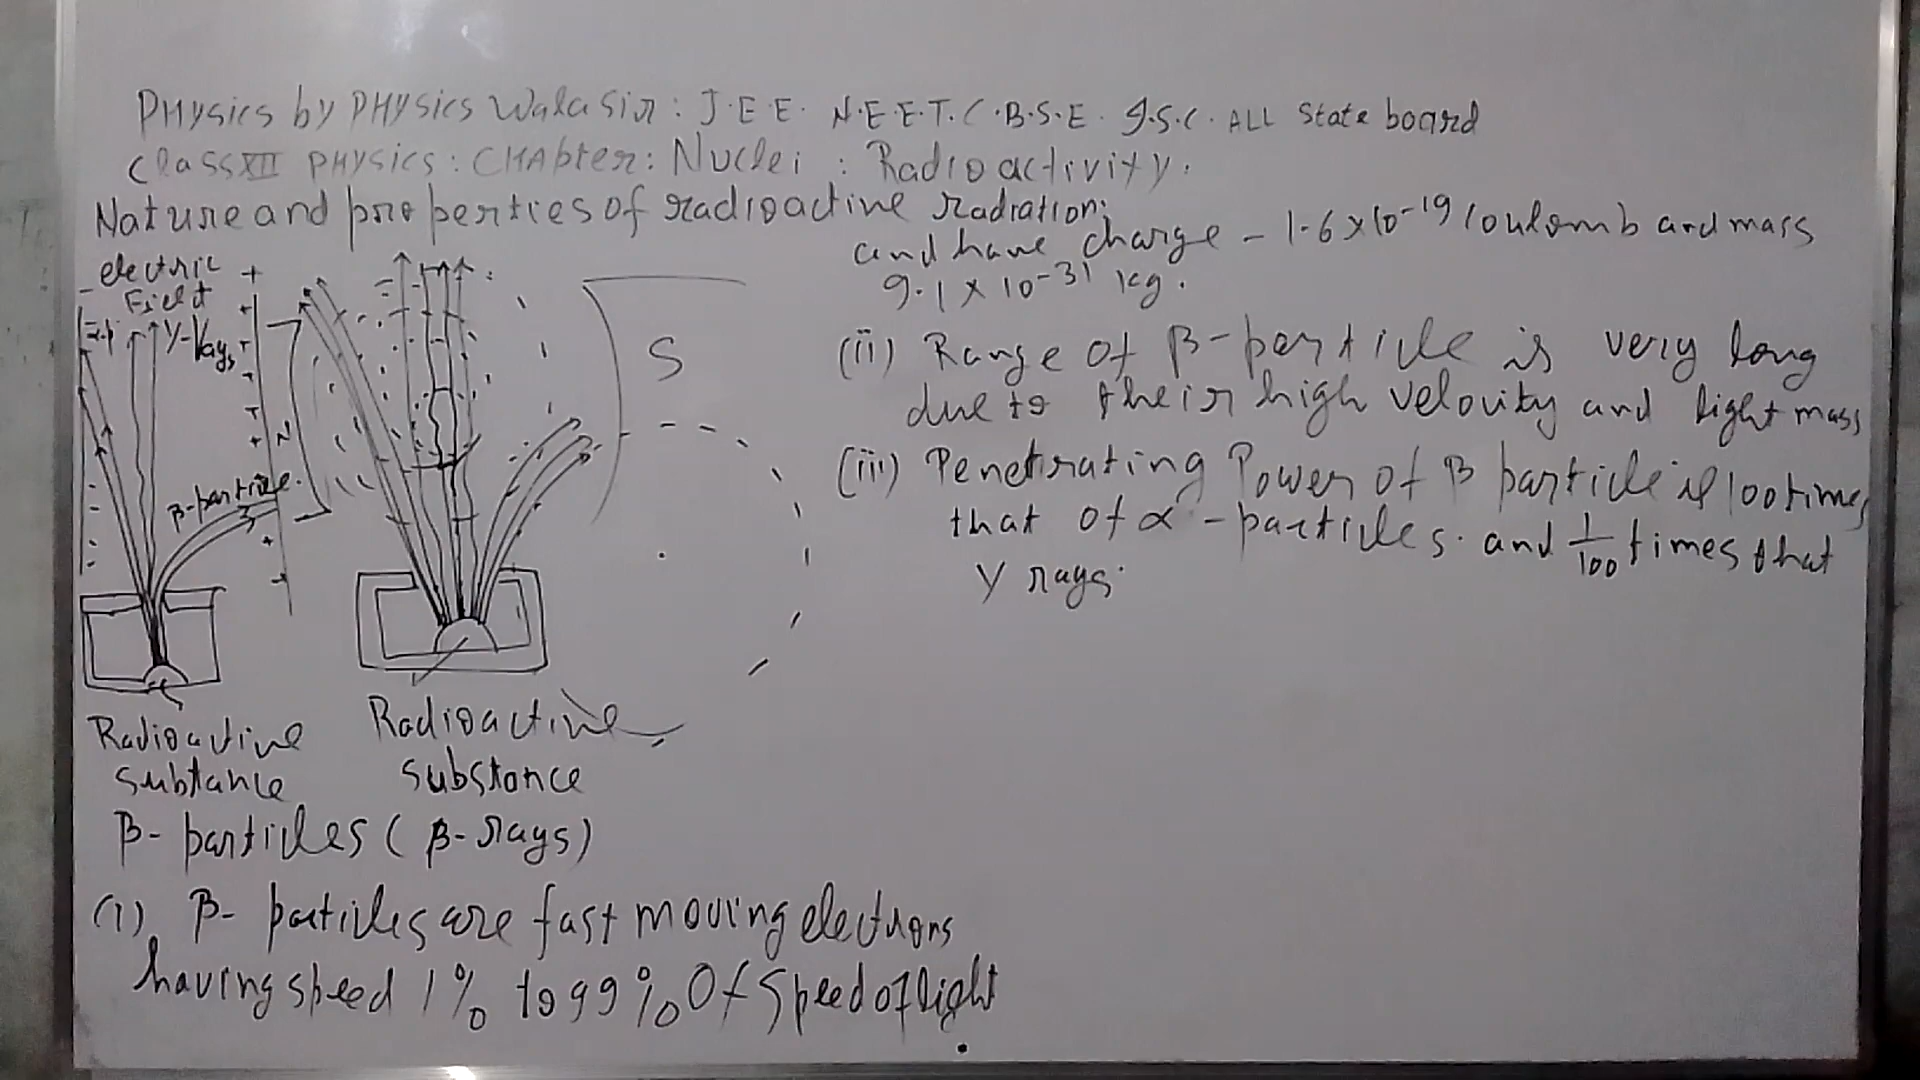 Physics by PHYSICS Walasir: J.E.E. N.E.E.T. C.B.S.E. I.S.C. ALL State board
Class XII PHYSICS: CHApter: Nuclei : Radioactivity.
Nature and properties of radioactive radiation:
- electric +
Field
γ-rays
β-particle.
N
S
Radioactive
subtance
Radioactive
substance
β- particles (β-rays)
(1) β- particles are fast moving electrons
having speed 1% to 99% Of Speed of light
and have charge - 1.6 x 10-19 Coulomb and mass
9.1 x 10-31 kg.
(ii) Range Of β-particle is very long
due to their high velocity and light mass
(iii) Penetrating Power of β particle is 100 times
that of α -particles. and 1/100 times that
γ rays.